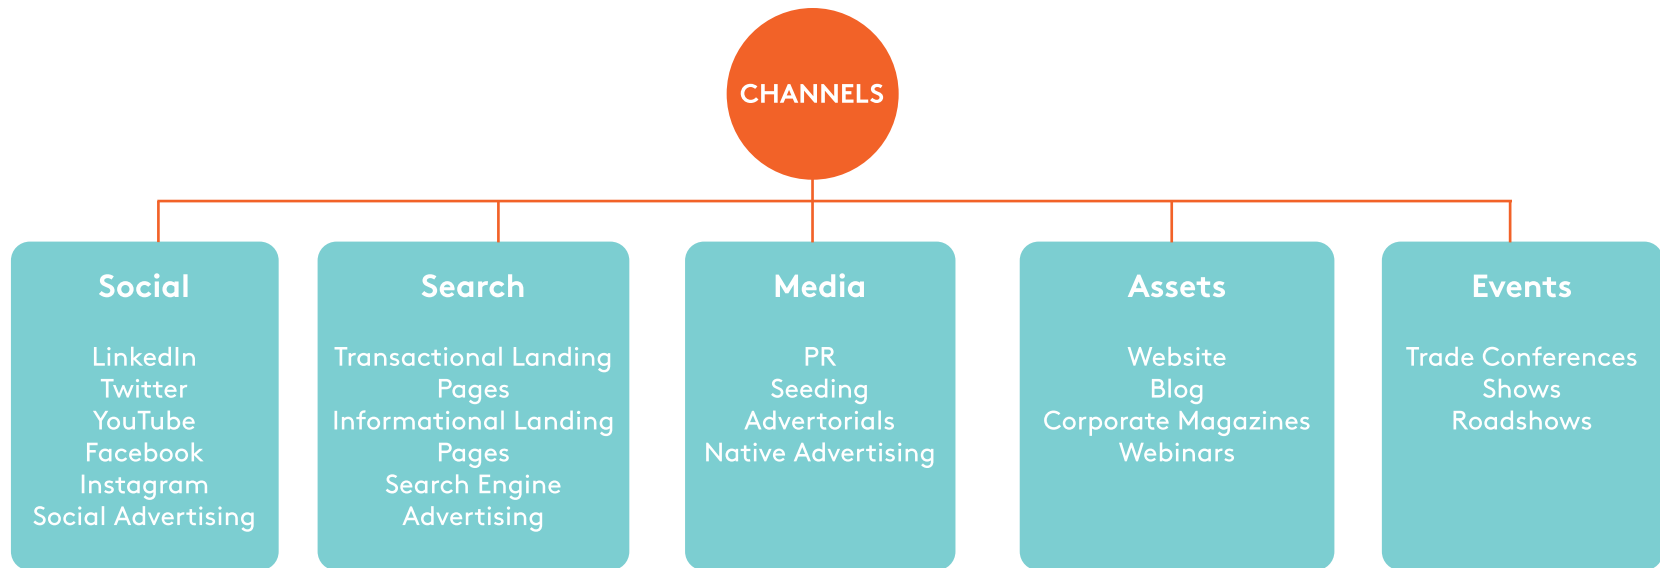 CHANNELS
Social
LinkedIn
Twitter
YouTube
Facebook
Instagram
Social Advertising
Search
Transactional Landing
Pages
Informational Landing
Pages
Search Engine
Advertising
Media
PR
Seeding
Advertorials
Native Advertising
Assets
Website
Blog
Corporate Magazines
Webinars
Events
Trade Conferences
Shows
Roadshows